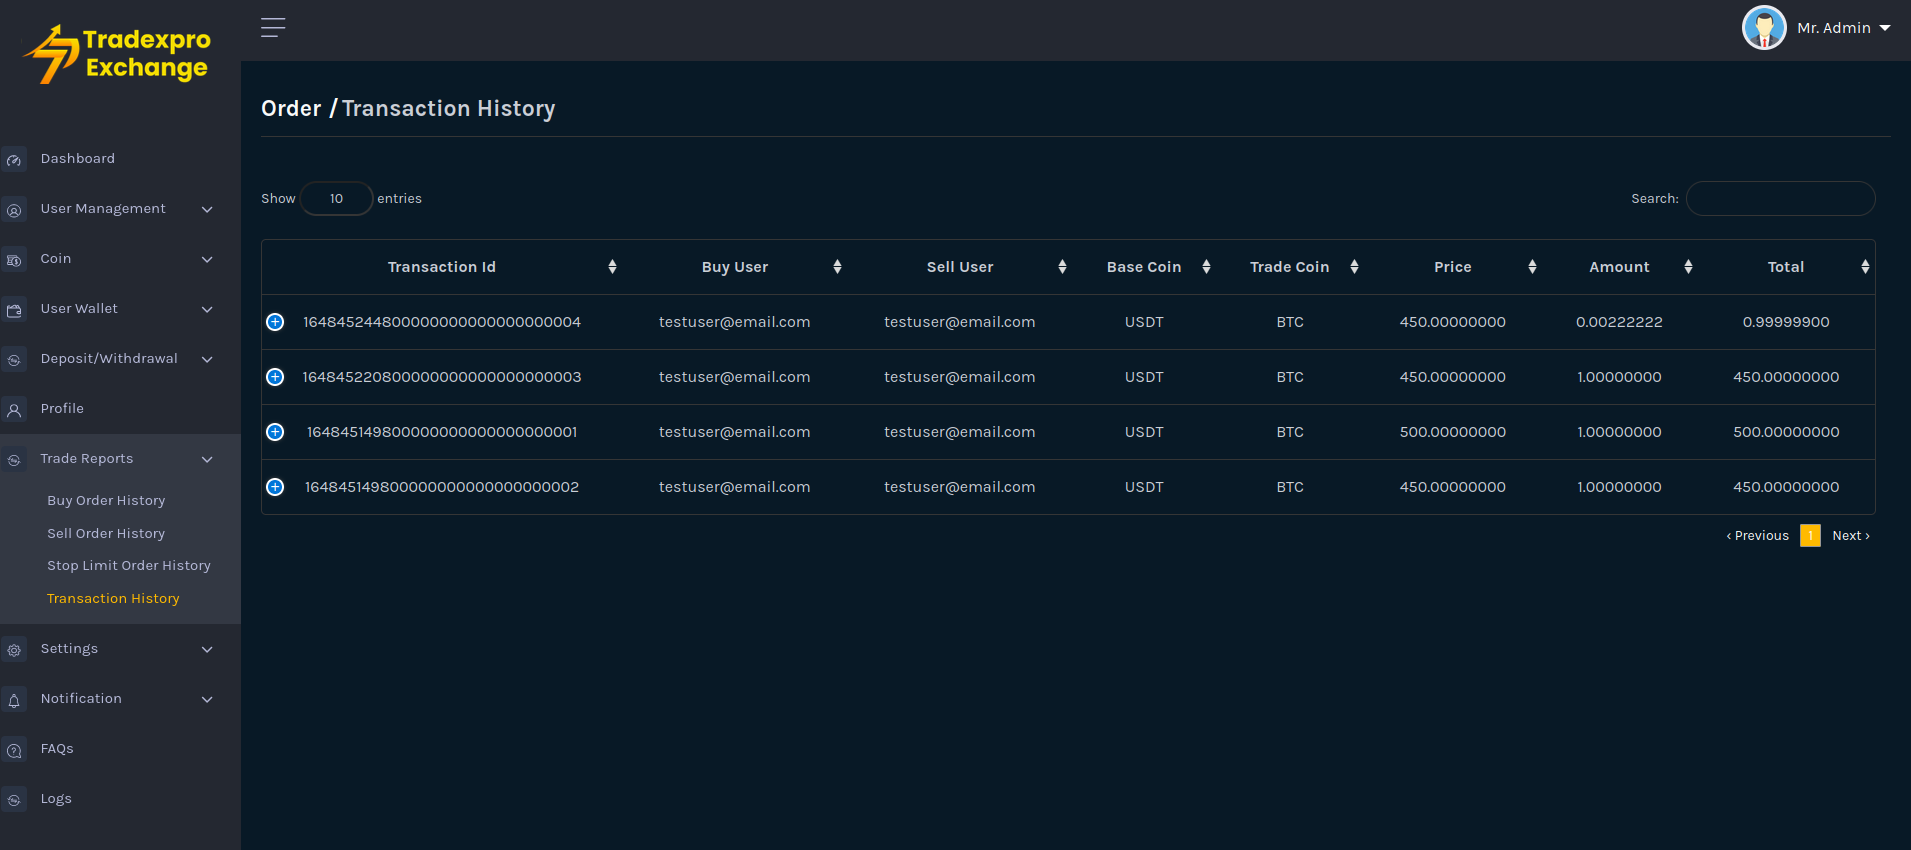 Tradexpro
Exchange
Mr. Admin
Dashboard
User Management
Coin
User Wallet
Deposit/Withdrawal
Profile
Trade Reports
Buy Order History
Sell Order History
Stop Limit Order History
Transaction History
Settings
Notification
FAQs
Logs
Order / Transaction History
Show 10 entries Search:
Transaction Id Buy User Sell User Base Coin Trade Coin Price Amount Total
1648452448000000000000000000004 testuser@email.com testuser@email.com USDT BTC 450.00000000 0.00222222 0.99999900
1648452208000000000000000000003 testuser@email.com testuser@email.com USDT BTC 450.00000000 1.00000000 450.00000000
1648451498000000000000000000001 testuser@email.com testuser@email.com USDT BTC 500.00000000 1.00000000 500.00000000
1648451498000000000000000000002 testuser@email.com testuser@email.com USDT BTC 450.00000000 1.00000000 450.00000000
‹ Previous 1 Next ›